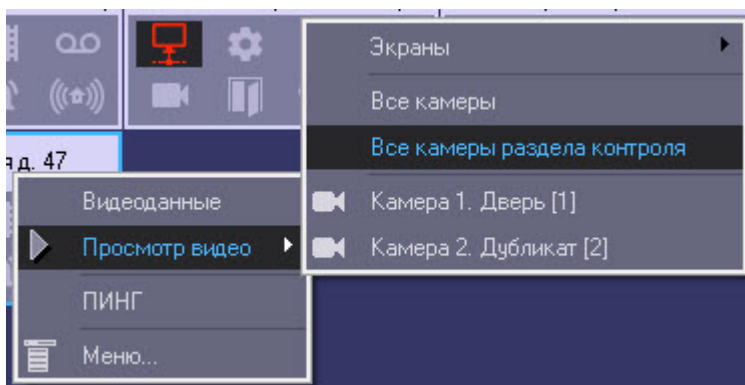 Экраны
Все камеры
Все камеры раздела контроля
Камера 1. Дверь [1]
Камера 2. Дубликат [2]
я д. 47
Видеоданные
Просмотр видео
ПИНГ
Меню...